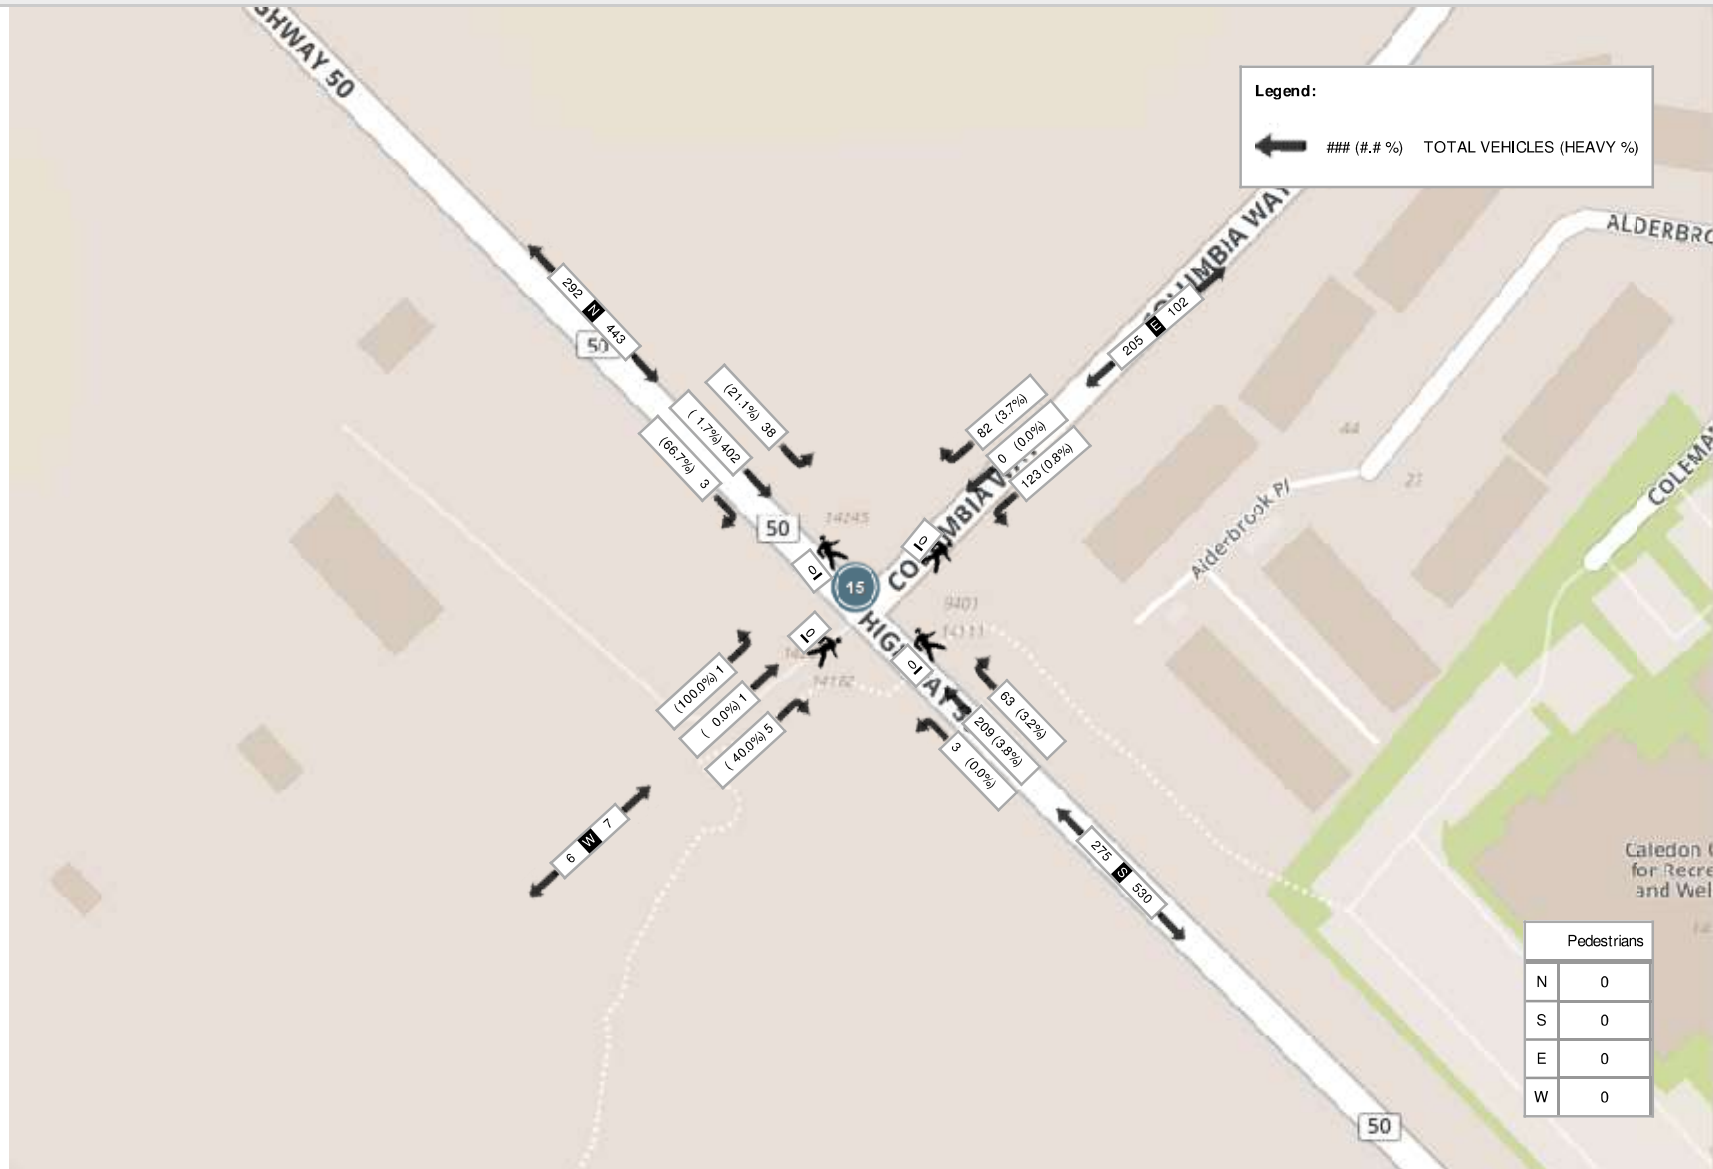 GHWAY 50
Legend:
### (#.# %) TOTAL VEHICLES (HEAVY %)
COLUMBIA WAY
ALDERBRO
292 N 443
50
205 E 102
(21.1%) 38
( 1.7%) 402
(66.7%) 3
82 (3.7%)
0 (0.0%)
123 (0.8%)
44
21
COLEMAN
Alderbrook Pl
50
14245
0
0
15
9401
14111
0
0
14182
(100.0%) 1
( 0.0%) 1
( 40.0%) 5
63 (3.2%)
209 (3.8%)
3 (0.0%)
6 W 7
275 S 530
Caledon C
for Recre
and Wel
Pedestrians
N 0
S 0
E 0
W 0
50